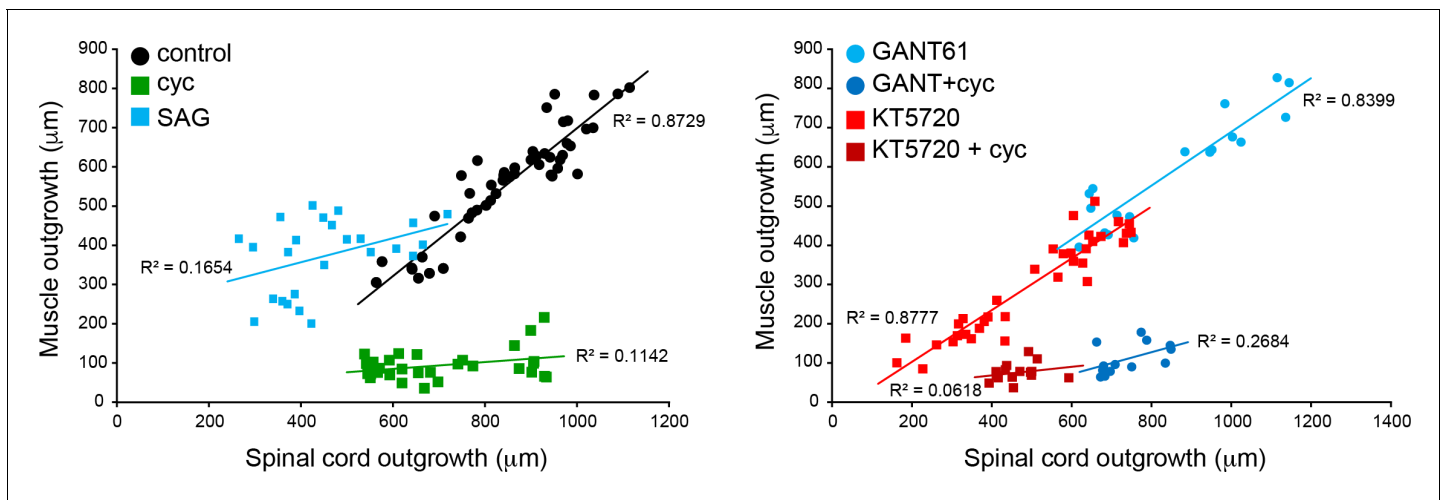 900
800
700
600
500
400
300
200
100
0
Muscle outgrowth (μm)
control
cyc
SAG
R² = 0.8729
R² = 0.1654
R² = 0.1142
0 200 400 600 800 1000 1200
Spinal cord outgrowth (μm)
900
800
700
600
500
400
300
200
100
0
Muscle outgrowth (μm)
GANT61
GANT+cyc
KT5720
KT5720 + cyc
R² = 0.8399
R² = 0.8777
R² = 0.2684
R² = 0.0618
0 200 400 600 800 1000 1200 1400
Spinal cord outgrowth (μm)